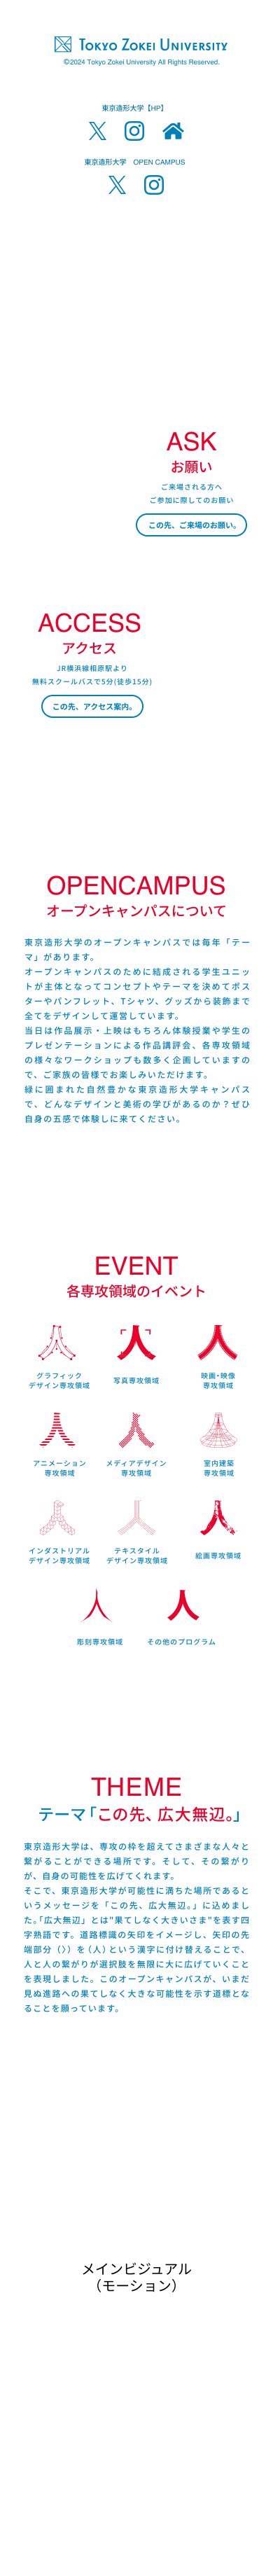 TOKYO ZOKEI UNIVERSITY
©2024 Tokyo Zokei University All Rights Reserved.
東京造形大学【HP】
東京造形大学 OPEN CAMPUS
ASK
お願い
ご来場される方へ
ご参加に際してのお願い
この先、ご来場のお願い。
ACCESS
アクセス
JR横浜線相原駅より
無料スクールバスで5分(徒歩15分)
この先、アクセス案内。
OPENCAMPUS
オープンキャンパスについて
東京造形大学のオープンキャンパスでは毎年「テー
マ」があります。
オープンキャンパスのために結成される学生ユニッ
トが主体となってコンセプトやテーマを決めてポス
ターやパンフレット、Tシャツ、グッズから装飾まで
全てをデザインして運営しています。
当日は作品展示・上映はもちろん体験授業や学生の
プレゼンテーションによる作品講評会、各専攻領域
の様々なワークショップも数多く企画していますの
で、ご家族の皆様でお楽しみいただけます。
緑に囲まれた自然豊かな東京造形大学キャンパス
で、どんなデザインと美術の学びがあるのか？ぜひ
自身の五感で体験しに来てください。
EVENT
各専攻領域のイベント
グラフィック
デザイン専攻領域
写真専攻領域
映画・映像
専攻領域
アニメーション
専攻領域
メディアデザイン
専攻領域
室内建築
専攻領域
インダストリアル
デザイン専攻領域
テキスタイル
デザイン専攻領域
絵画専攻領域
彫刻専攻領域
その他のプログラム
THEME
テーマ「この先、広大無辺。」
東京造形大学は、専攻の枠を超えてさまざまな人々と
繋がることができる場所です。そして、その繋がり
が、自身の可能性を広げてくれます。
そこで、東京造形大学が可能性に満ちた場所であると
いうメッセージを「この先、広大無辺。」に込めまし
た。「広大無辺」とは"果てしなく大きいさま"を表す四
字熟語です。道路標識の矢印をイメージし、矢印の先
端部分（〉）を（人）という漢字に付け替えることで、
人と人の繋がりが選択肢を無限に大に広げていくこと
を表現しました。このオープンキャンパスが、いまだ
見ぬ進路への果てしなく大きな可能性を示す道標とな
ることを願っています。
メインビジュアル
（モーション）